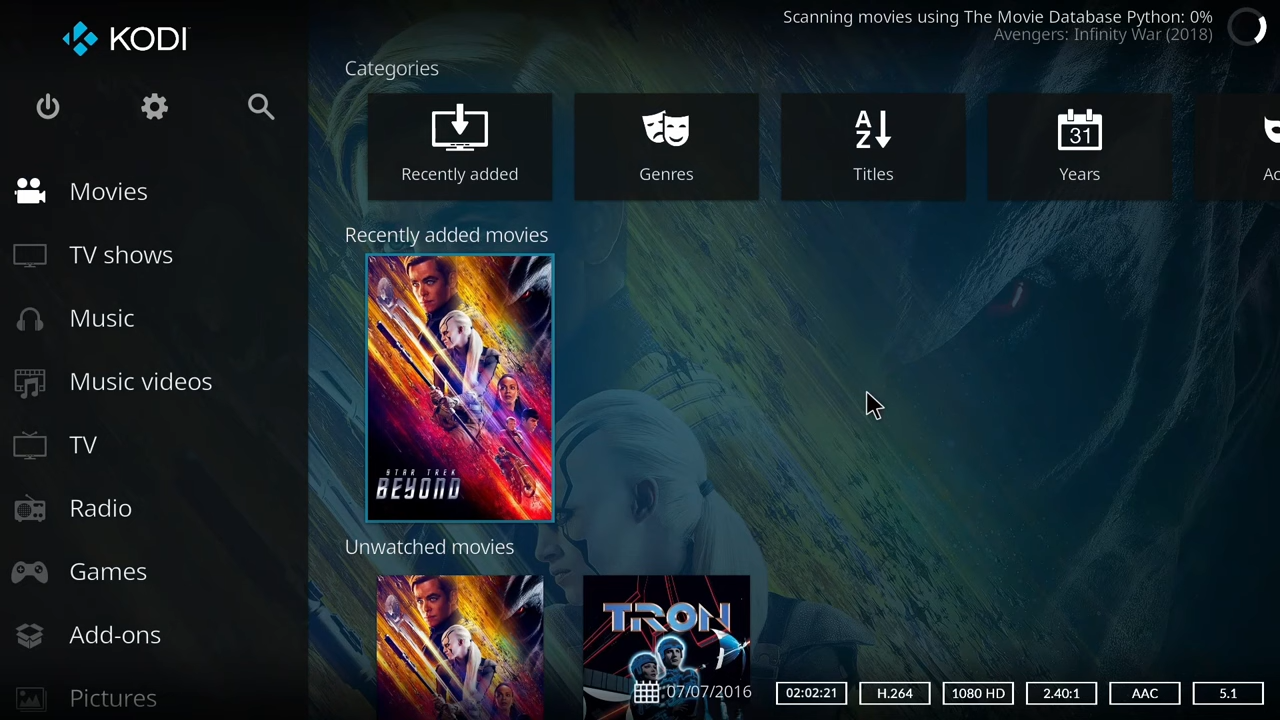 KODI
Scanning movies using The Movie Database Python: 0%
Avengers: Infinity War (2018)
Categories
Recently added
Genres
Titles
31
Years
Ac
A
Z
Movies
TV shows
Music
Music videos
TV
Radio
Games
Add-ons
Pictures
Recently added movies
STAR TREK
BEYOND
Unwatched movies
TRON
07/07/2016
02:02:21
H.264
1080 HD
2.40:1
AAC
5.1